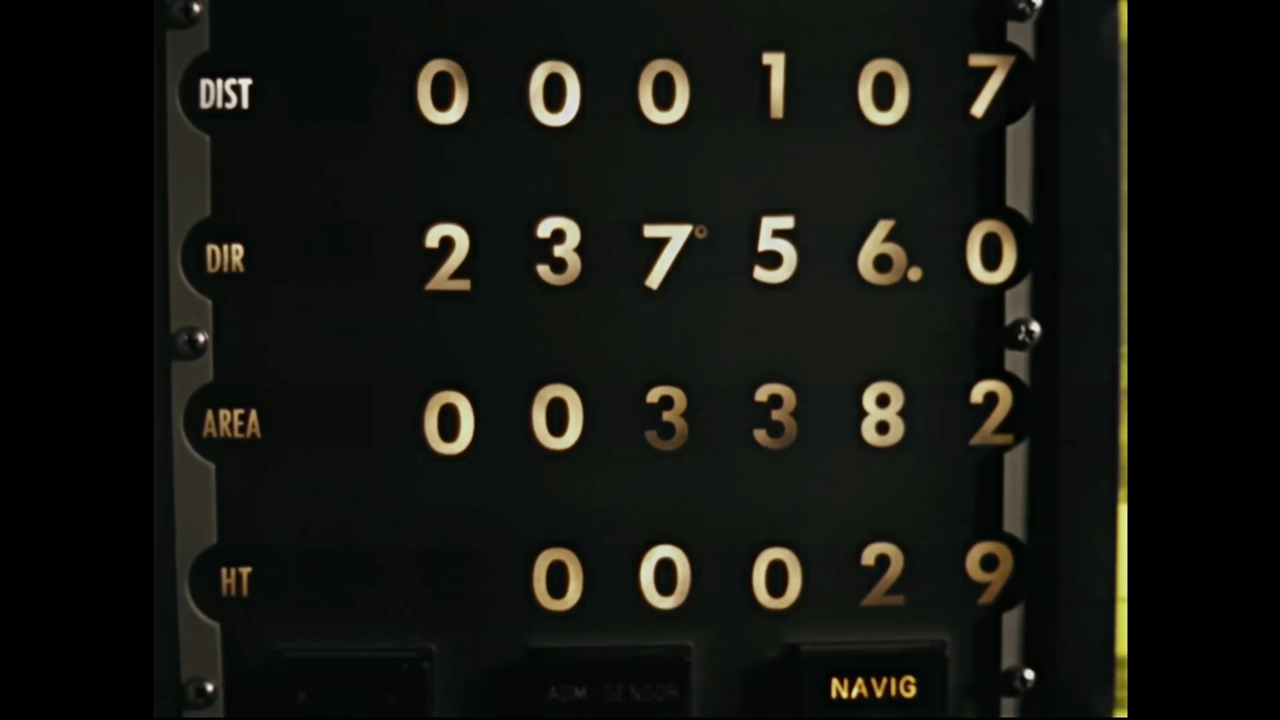 DIST 0 0 0 1 0 7
DIR 2 3 7° 5 6. 0
AREA 0 0 3 3 8 2
HT 0 0 0 2 9
SENSOR NAVIG